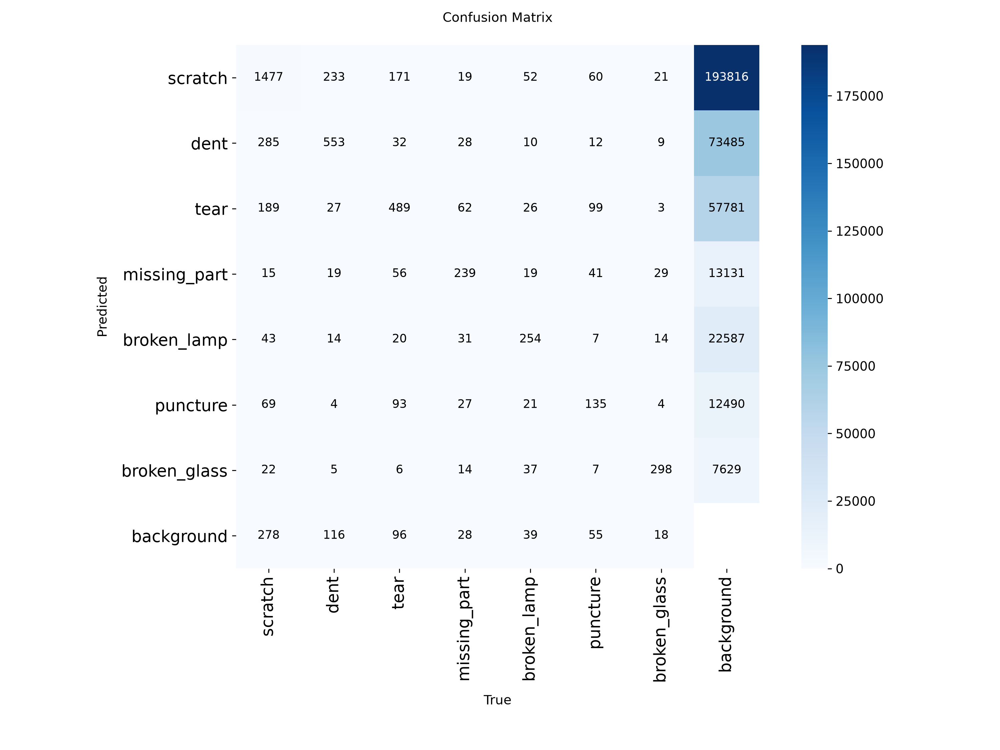 Confusion Matrix
scratch 1477 233 171 19 52 60 21 193816
dent 285 553 32 28 10 12 9 73485
tear 189 27 489 62 26 99 3 57781
missing_part 15 19 56 239 19 41 29 13131
broken_lamp 43 14 20 31 254 7 14 22587
puncture 69 4 93 27 21 135 4 12490
broken_glass 22 5 6 14 37 7 298 7629
background 278 116 96 28 39 55 18
Predicted
scratch dent tear missing_part broken_lamp puncture broken_glass background
True
175000
150000
125000
100000
75000
50000
25000
0